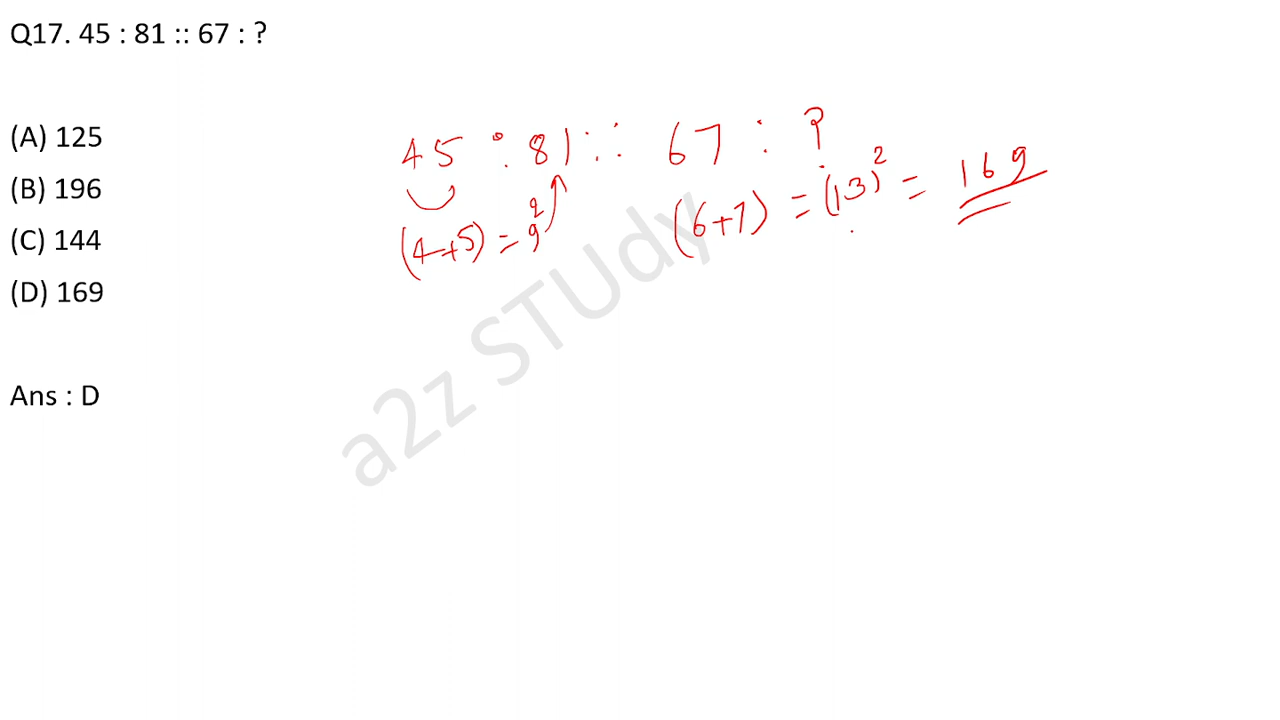 Q17. 45 : 81 :: 67 : ?
(A) 125
(B) 196
(C) 144
(D) 169
Ans : D
45 : 81 :: 67 : ?
(4+5) = 9²
(6+7) = (13)² = 169
a2z STUdy